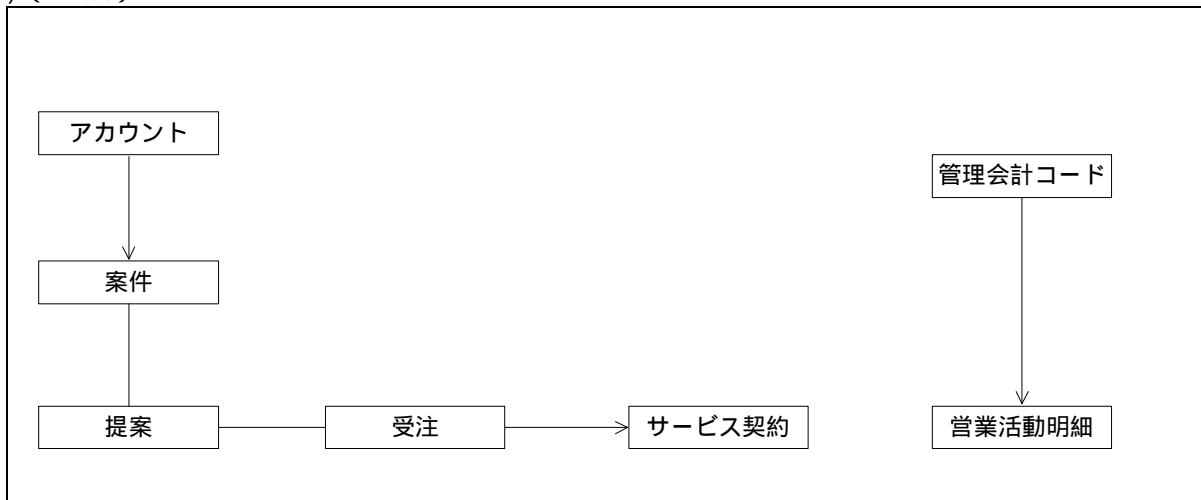 アカウント
管理会計コード
案件
提案
受注
サービス契約
営業活動明細